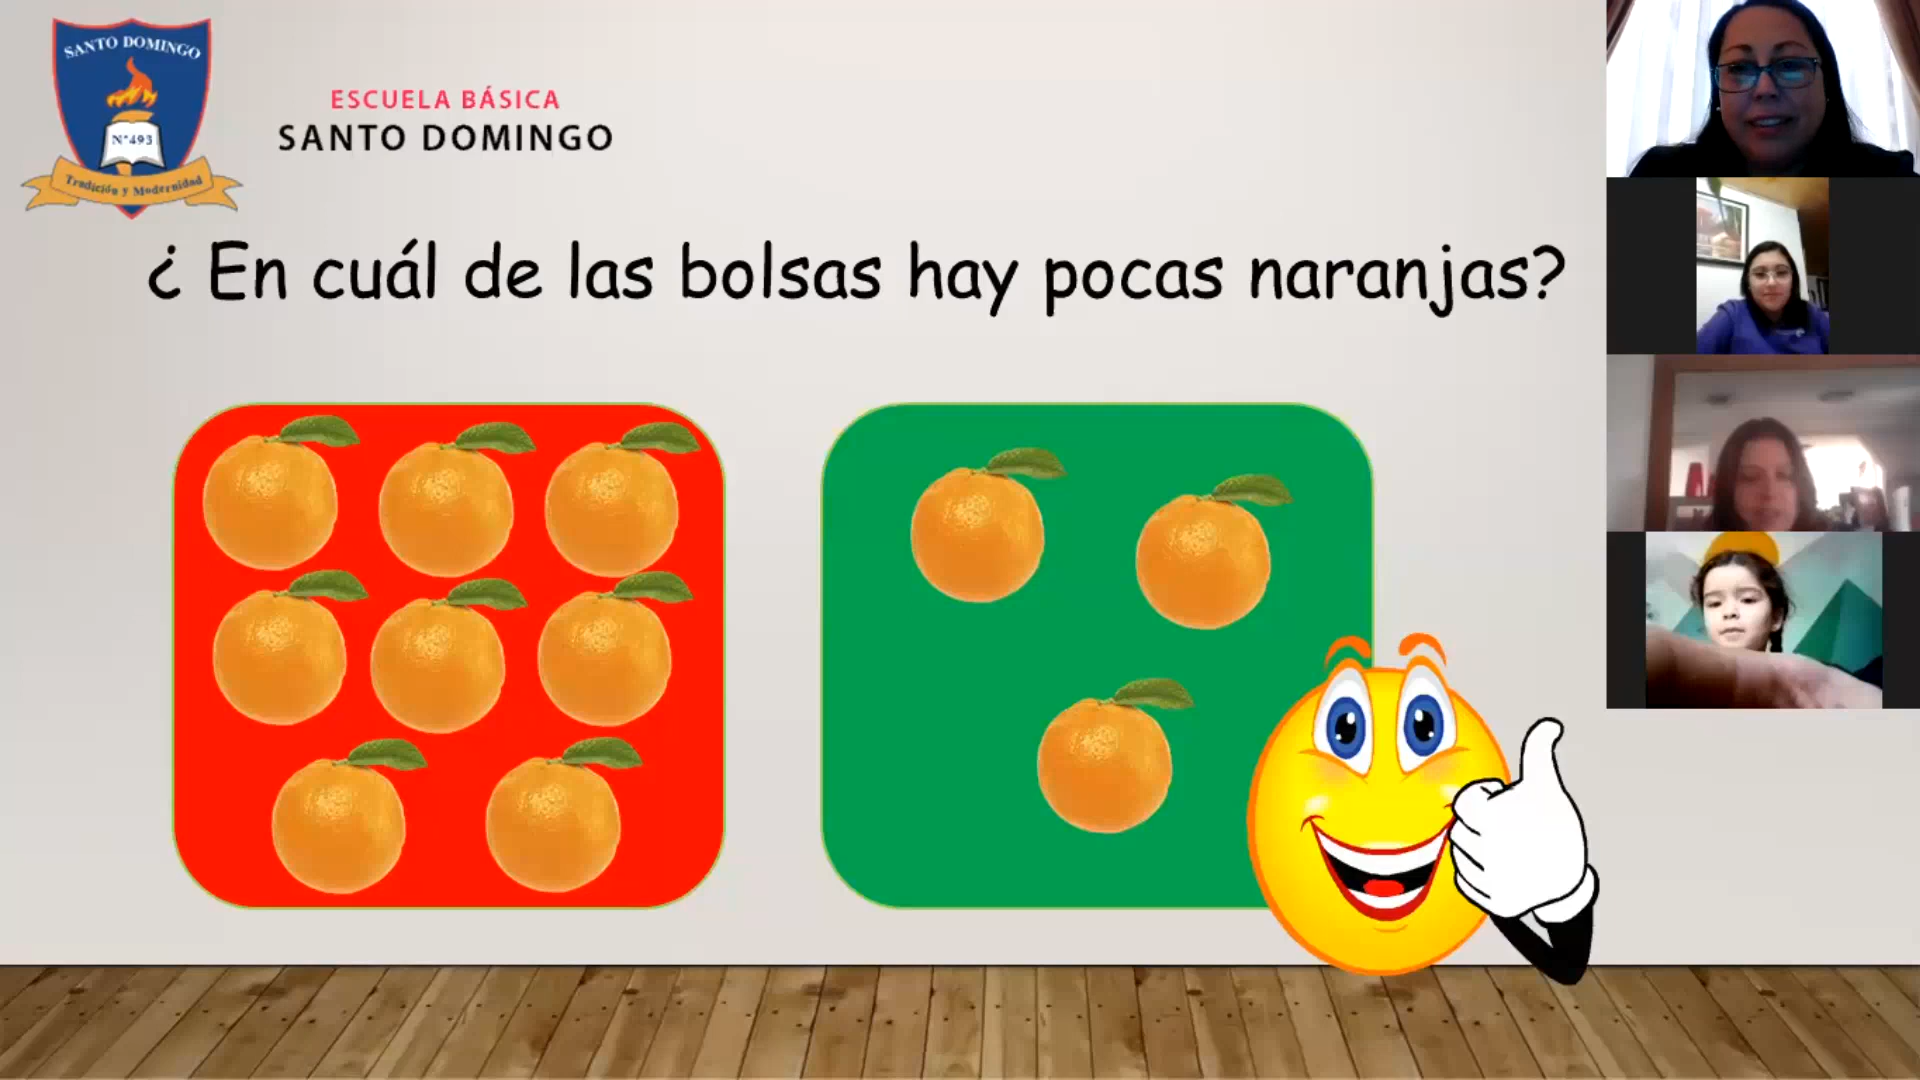 SANTO DOMINGO
N°493
Tradición y Modernidad
ESCUELA BÁSICA
SANTO DOMINGO
¿ En cuál de las bolsas hay pocas naranjas?